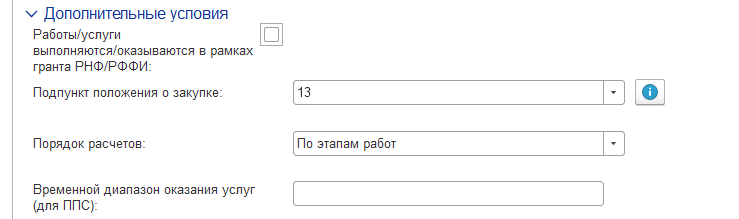 Дополнительные условия
Работы/услуги
выполняются/оказываются в рамках
гранта РНФ/РФФИ:
Подпункт положения о закупке:
13
Порядок расчетов:
По этапам работ
Временной диапазон оказания услуг
(для ППС):